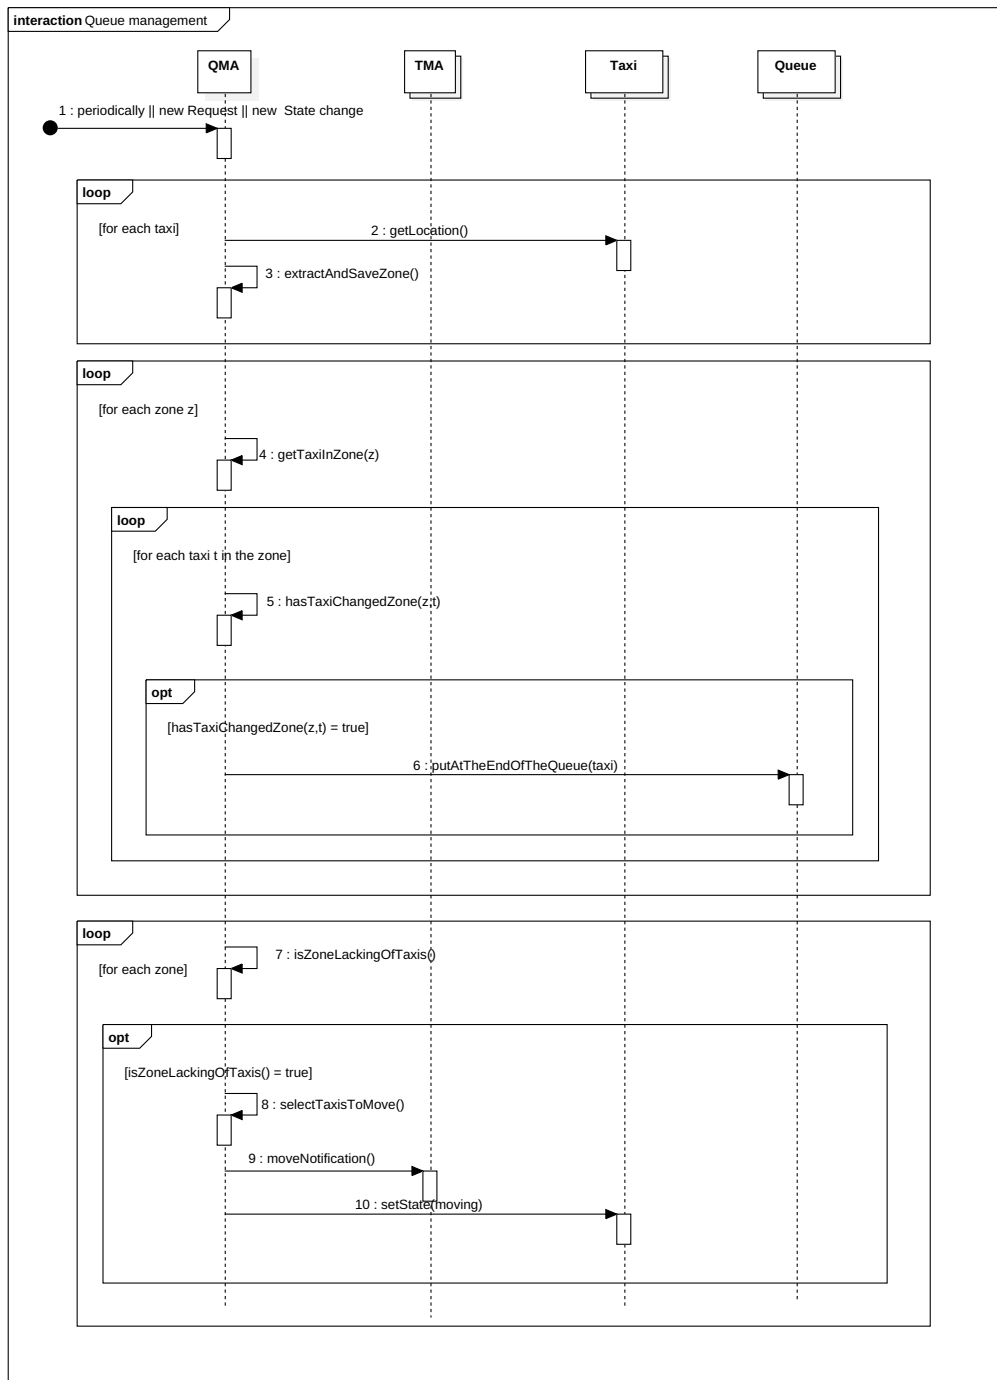 interaction Queue management
QMA
TMA
Taxi
Queue
1 : periodically || new Request || new  State change
loop
[for each taxi]
2 : getLocation()
3 : extractAndSaveZone()
loop
[for each zone z]
4 : getTaxiInZone(z)
loop
[for each taxi t in the zone]
5 : hasTaxiChangedZone(z,t)
opt
[hasTaxiChangedZone(z,t) = true]
6 : putAtTheEndOfTheQueue(taxi)
loop
7 : isZoneLackingOfTaxis()
[for each zone]
opt
[isZoneLackingOfTaxis() = true]
8 : selectTaxisToMove()
9 : moveNotification()
10 : setState(moving)